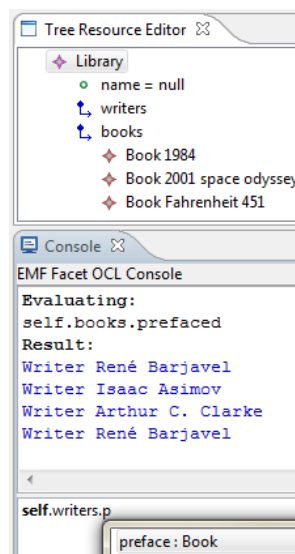 Tree Resource Editor
Library
name = null
writers
books
Book 1984
Book 2001 space odyssey
Book Fahrenheit 451
Console
EMF Facet OCL Console
Evaluating:
self.books.prefaced
Result:
Writer René Barjavel
Writer Isaac Asimov
Writer Arthur C. Clarke
Writer René Barjavel
self.writers.p
preface : Book